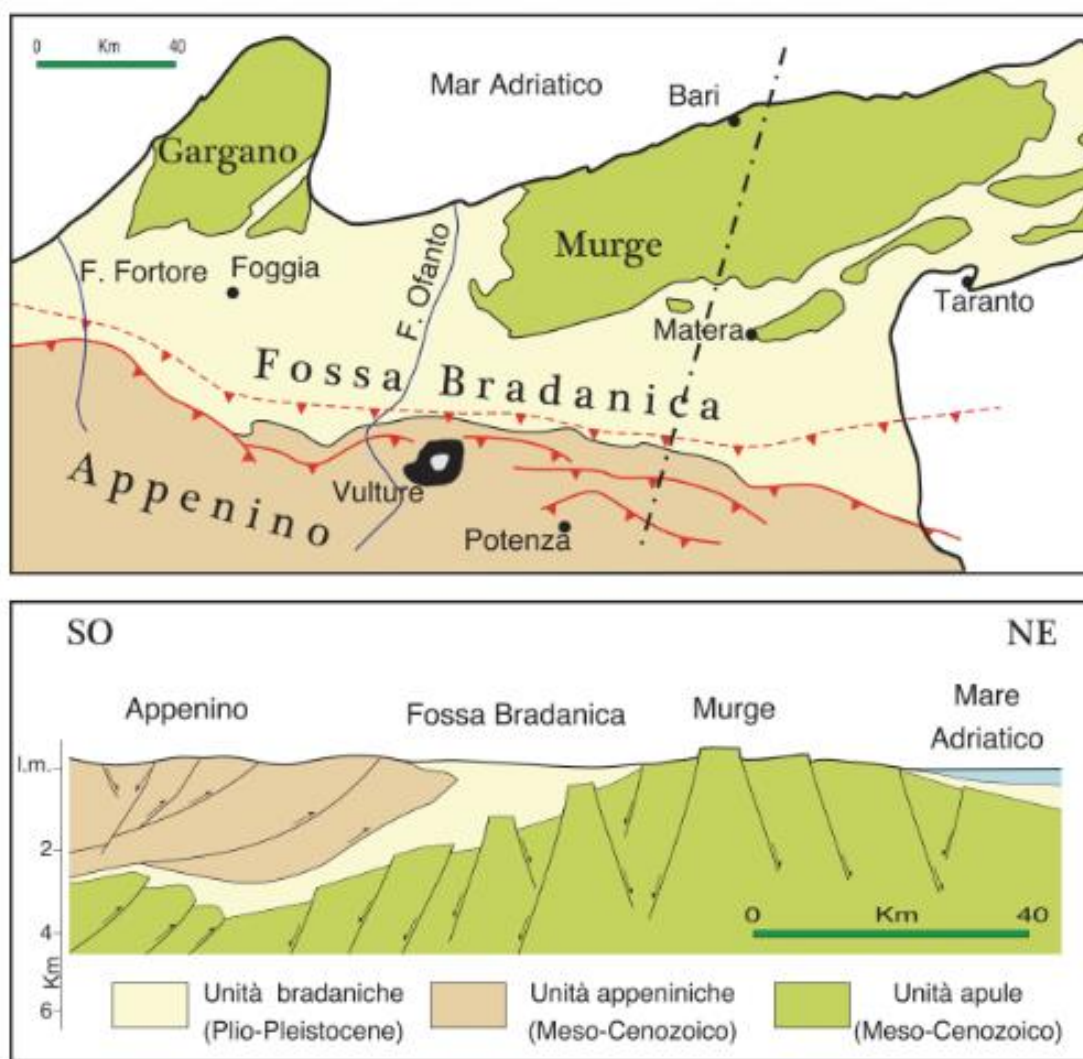 0 Km 40
Mar Adriatico
Bari
Gargano
Murge
F. Fortore
Foggia
F. Ofanto
Taranto
Matera
Fossa Bradanica
Appenino
Vulture
Potenza
SO
NE
Appenino
Fossa Bradanica
Murge
Mare
Adriatico
l.m.
2
4
Km
6
0 Km 40
Unità bradaniche
(Plio-Pleistocene)
Unità appeniniche
(Meso-Cenozoico)
Unità apule
(Meso-Cenozoico)